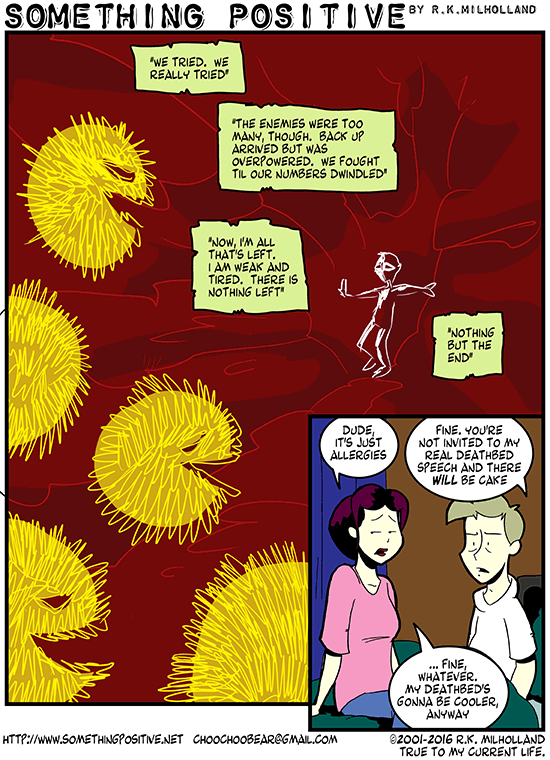 SOMETHING POSITIVE BY R.K.MILHOLLAND
"WE TRIED. WE
REALLY TRIED"
"THE ENEMIES WERE TOO
MANY, THOUGH. BACK UP
ARRIVED BUT WAS
OVERPOWERED. WE FOUGHT
TIL OUR NUMBERS DWINDLED"
"NOW, I'M ALL
THAT'S LEFT.
I AM WEAK AND
TIRED. THERE IS
NOTHING LEFT"
"NOTHING
BUT THE
END"
DUDE,
IT'S JUST
ALLERGIES
FINE. YOU'RE
NOT INVITED TO MY
REAL DEATHBED
SPEECH AND THERE
WILL BE CAKE
... FINE,
WHATEVER.
MY DEATHBED'S
GONNA BE COOLER,
ANYWAY
HTTP://WWW.SOMETHINGPOSITIVE.NET CHOOCHOOBEAR@GMAIL.COM
©2001-2016 R.K. MILHOLLAND
TRUE TO MY CURRENT LIFE.